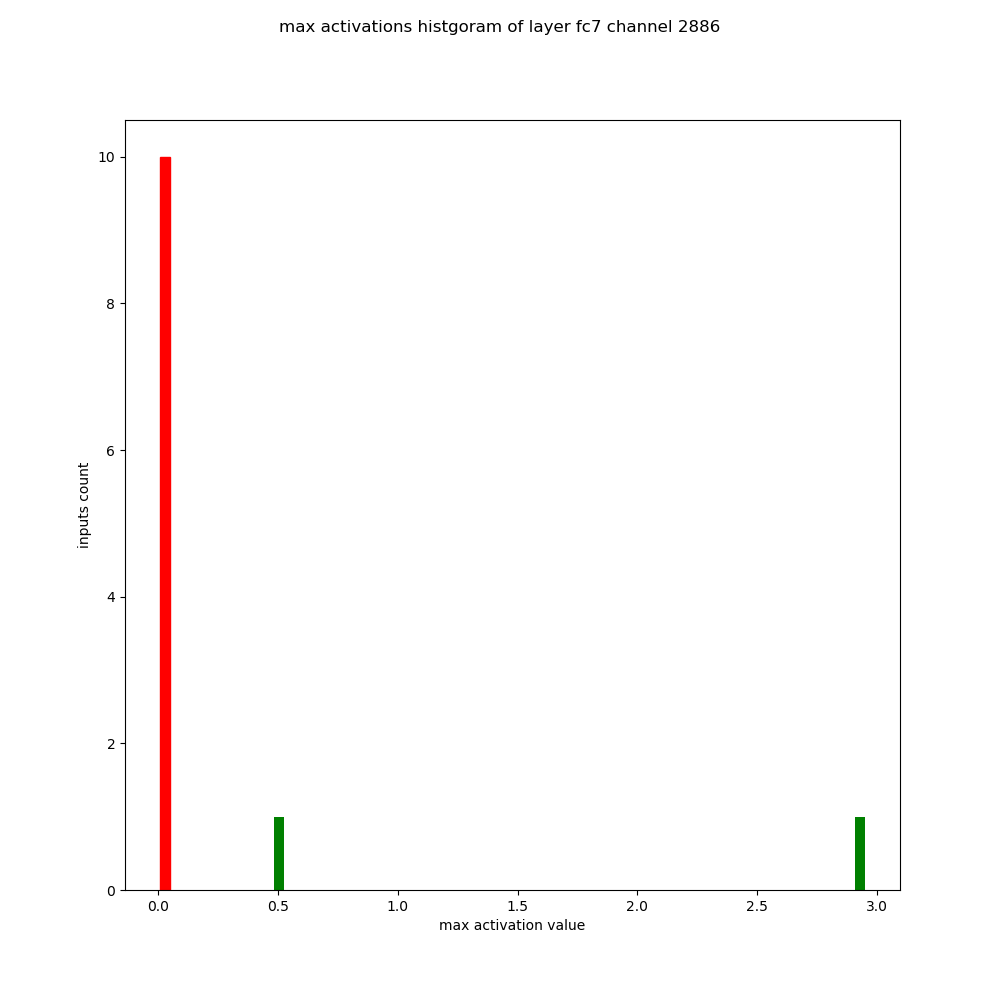 max activations histgoram of layer fc7 channel 2886
10
8
6
4
2
0
inputs count
0.0 0.5 1.0 1.5 2.0 2.5 3.0
max activation value